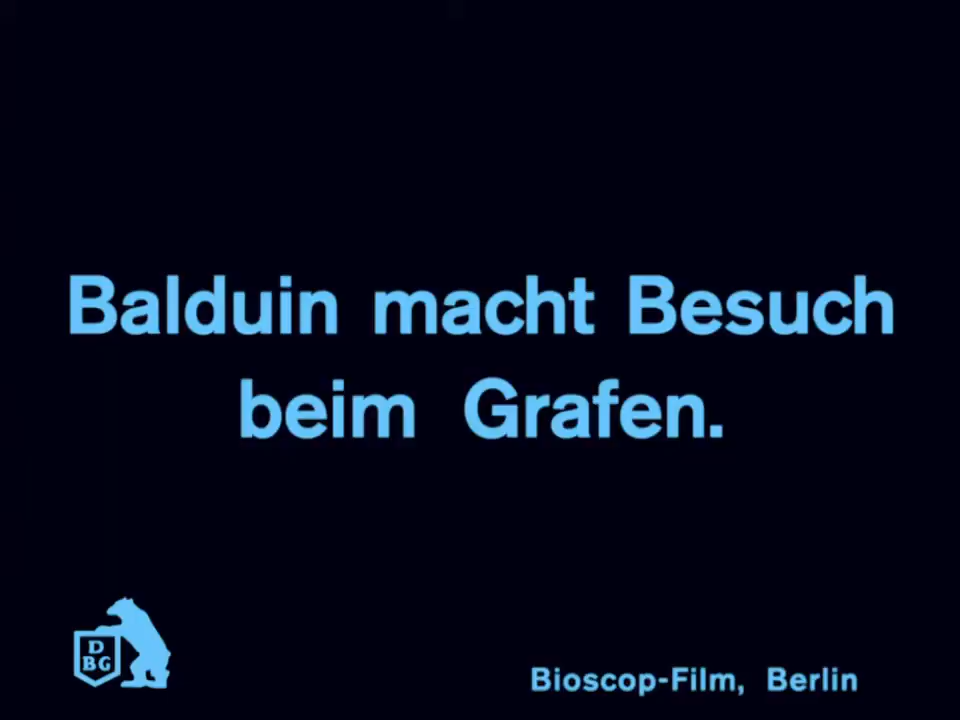 Balduin macht Besuch
beim Grafen.
D
BG
Bioscop-Film, Berlin